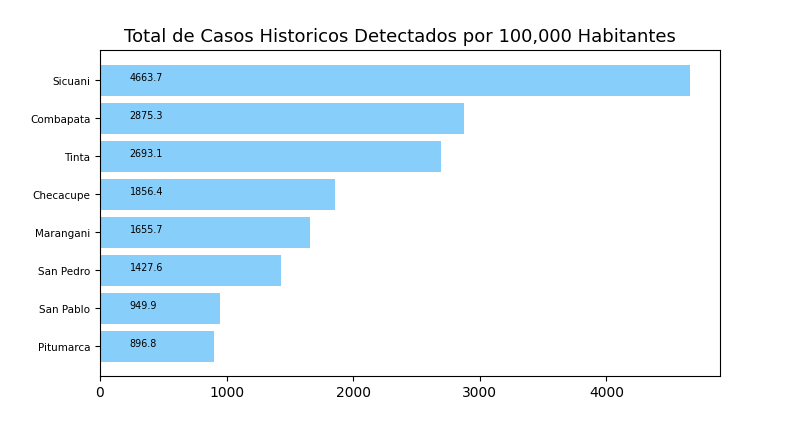 Total de Casos Historicos Detectados por 100,000 Habitantes
Sicuani 4663.7
Combapata 2875.3
Tinta 2693.1
Checacupe 1856.4
Marangani 1655.7
San Pedro 1427.6
San Pablo 949.9
Pitumarca 896.8
0 1000 2000 3000 4000